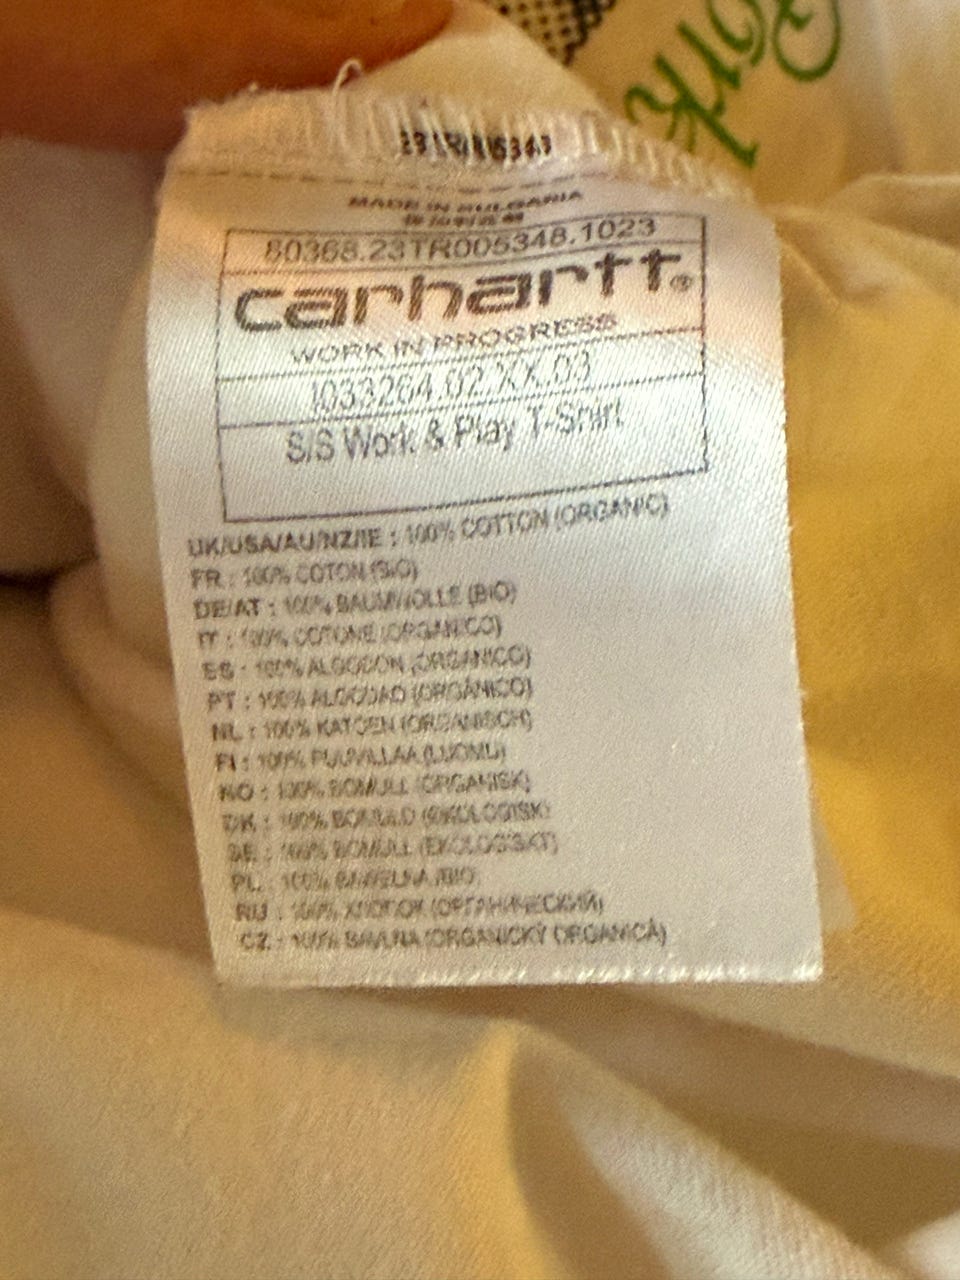 MADE IN BULGARIA
80368.23TR005348.1023
carhartt®
WORK IN PROGRESS
I033264.02.XX.03
S/S Work & Play T-Shirt
UK/USA/AU/NZ/IE : 100% COTTON (ORGANIC)
FR : 100% COTON (BIO)
DE/AT : 100% BAUMWOLLE (BIO)
IT : 100% COTONE (ORGANICO)
ES : 100% ALGODON (ORGANICO)
PT : 100% ALGODAO (ORGÂNICO)
NL : 100% KATOEN (ORGANISCH)
FI : 100% PUUVILLAA (LUOMU)
NO : 100% BOMULL (ORGANISK)
DK : 100% BOMULD (ØKOLOGISK)
SE : 100% BOMULL (EKOLOGISKT)
PL : 100% BAWEŁNA (BIO)
RU : 100% ХЛОПОК (ОРГАНИЧЕСКИЙ)
CZ : 100% BAVLNA (ORGANICKÝ ORGANICÁ)